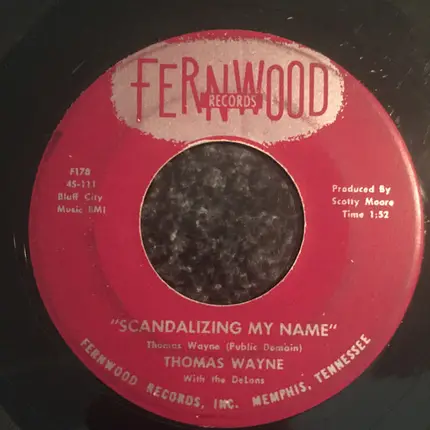 FERNWOOD
RECORDS
F178
45-111
Bluff City
Music BMI
Produced By
Scotty Moore
Time 1:52
"SCANDALIZING MY NAME"
Thomas Wayne (Public Domain)
THOMAS WAYNE
With the DeLons
FERNWOOD RECORDS, INC. MEMPHIS, TENNESSEE